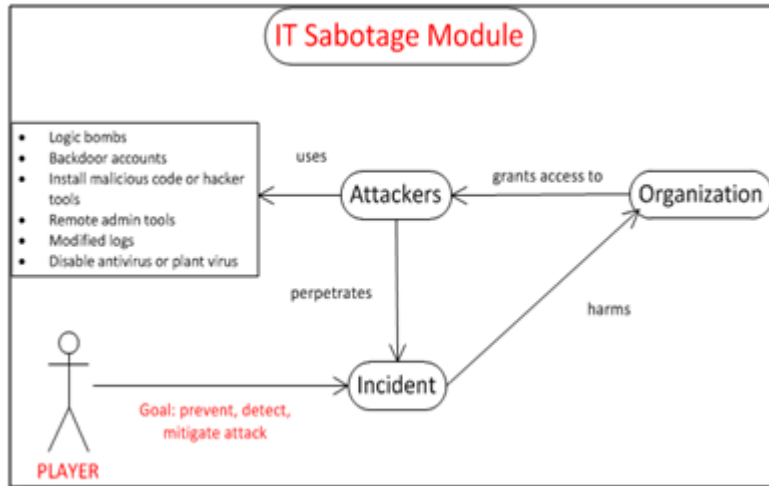 IT Sabotage Module
• Logic bombs
• Backdoor accounts
• Install malicious code or hacker
tools
• Remote admin tools
• Modified logs
• Disable antivirus or plant virus
uses
Attackers
grants access to
Organization
perpetrates
harms
Incident
Goal: prevent, detect,
mitigate attack
PLAYER